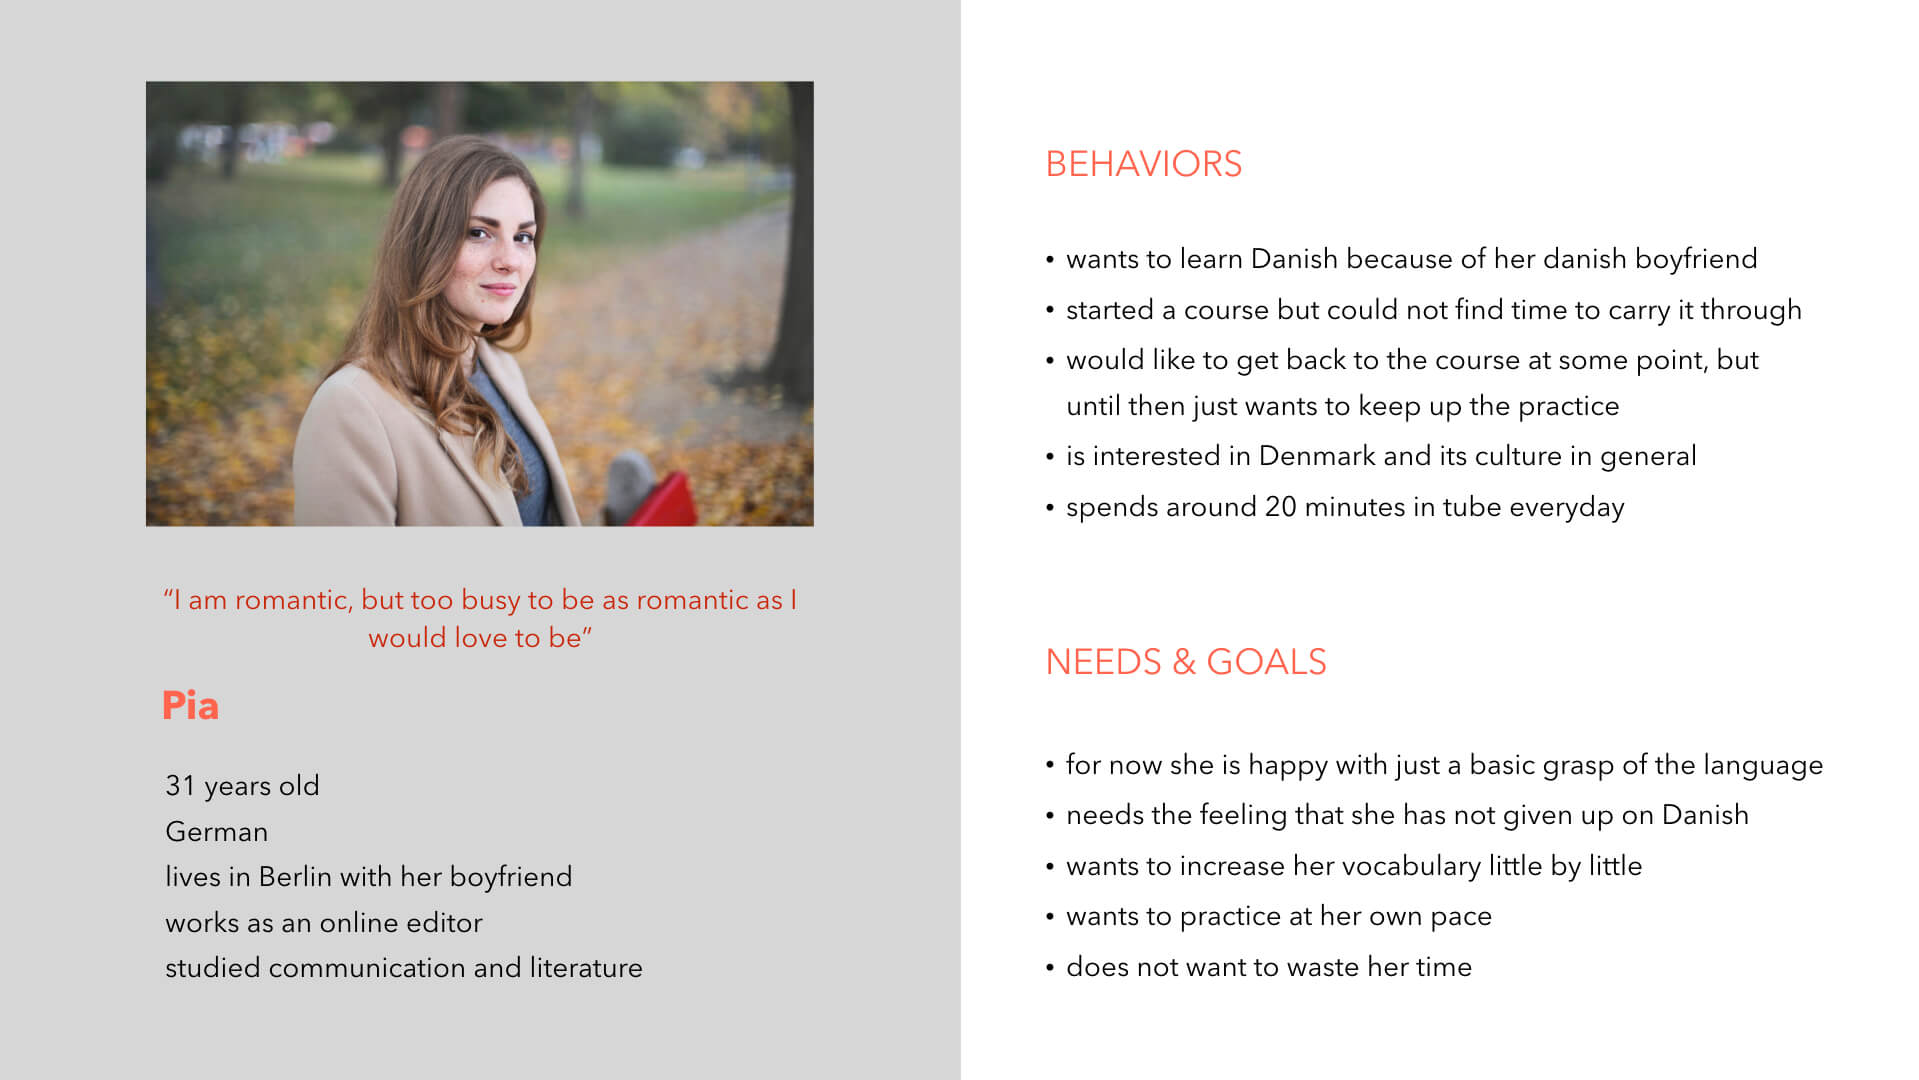 “I am romantic, but too busy to be as romantic as I
would love to be”
Pia
31 years old
German
lives in Berlin with her boyfriend
works as an online editor
studied communication and literature
BEHAVIORS
• wants to learn Danish because of her danish boyfriend
• started a course but could not find time to carry it through
• would like to get back to the course at some point, but
until then just wants to keep up the practice
• is interested in Denmark and its culture in general
• spends around 20 minutes in tube everyday
NEEDS & GOALS
• for now she is happy with just a basic grasp of the language
• needs the feeling that she has not given up on Danish
• wants to increase her vocabulary little by little
• wants to practice at her own pace
• does not want to waste her time